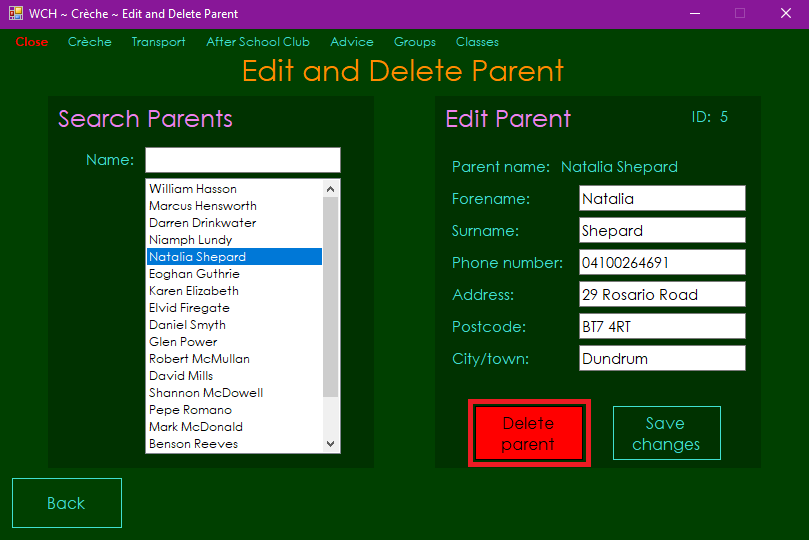 WCH ~ Crèche ~ Edit and Delete Parent
Close Crèche Transport After School Club Advice Groups Classes
Edit and Delete Parent
Search Parents
Name:
William Hasson
Marcus Hensworth
Darren Drinkwater
Niamph Lundy
Natalia Shepard
Eoghan Guthrie
Karen Elizabeth
Elvid Firegate
Daniel Smyth
Glen Power
Robert McMullan
David Mills
Shannon McDowell
Pepe Romano
Mark McDonald
Benson Reeves
Edit Parent
ID: 5
Parent name: Natalia Shepard
Forename: Natalia
Surname: Shepard
Phone number: 04100264691
Address: 29 Rosario Road
Postcode: BT7 4RT
City/town: Dundrum
Delete
parent
Save
changes
Back